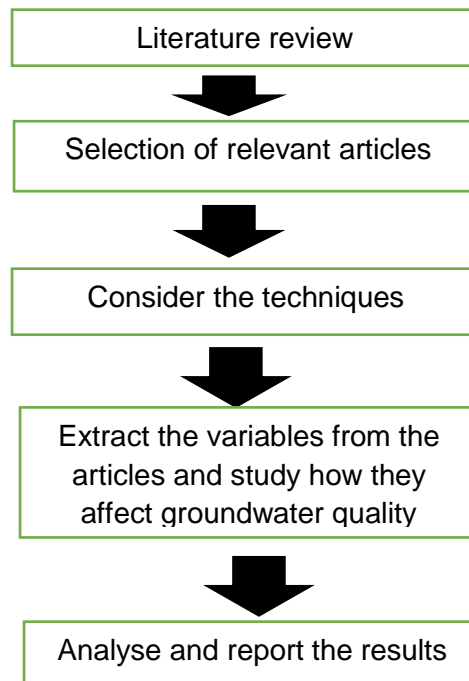 Literature review
Selection of relevant articles
Consider the techniques
Extract the variables from the
articles and study how they
affect groundwater quality
Analyse and report the results